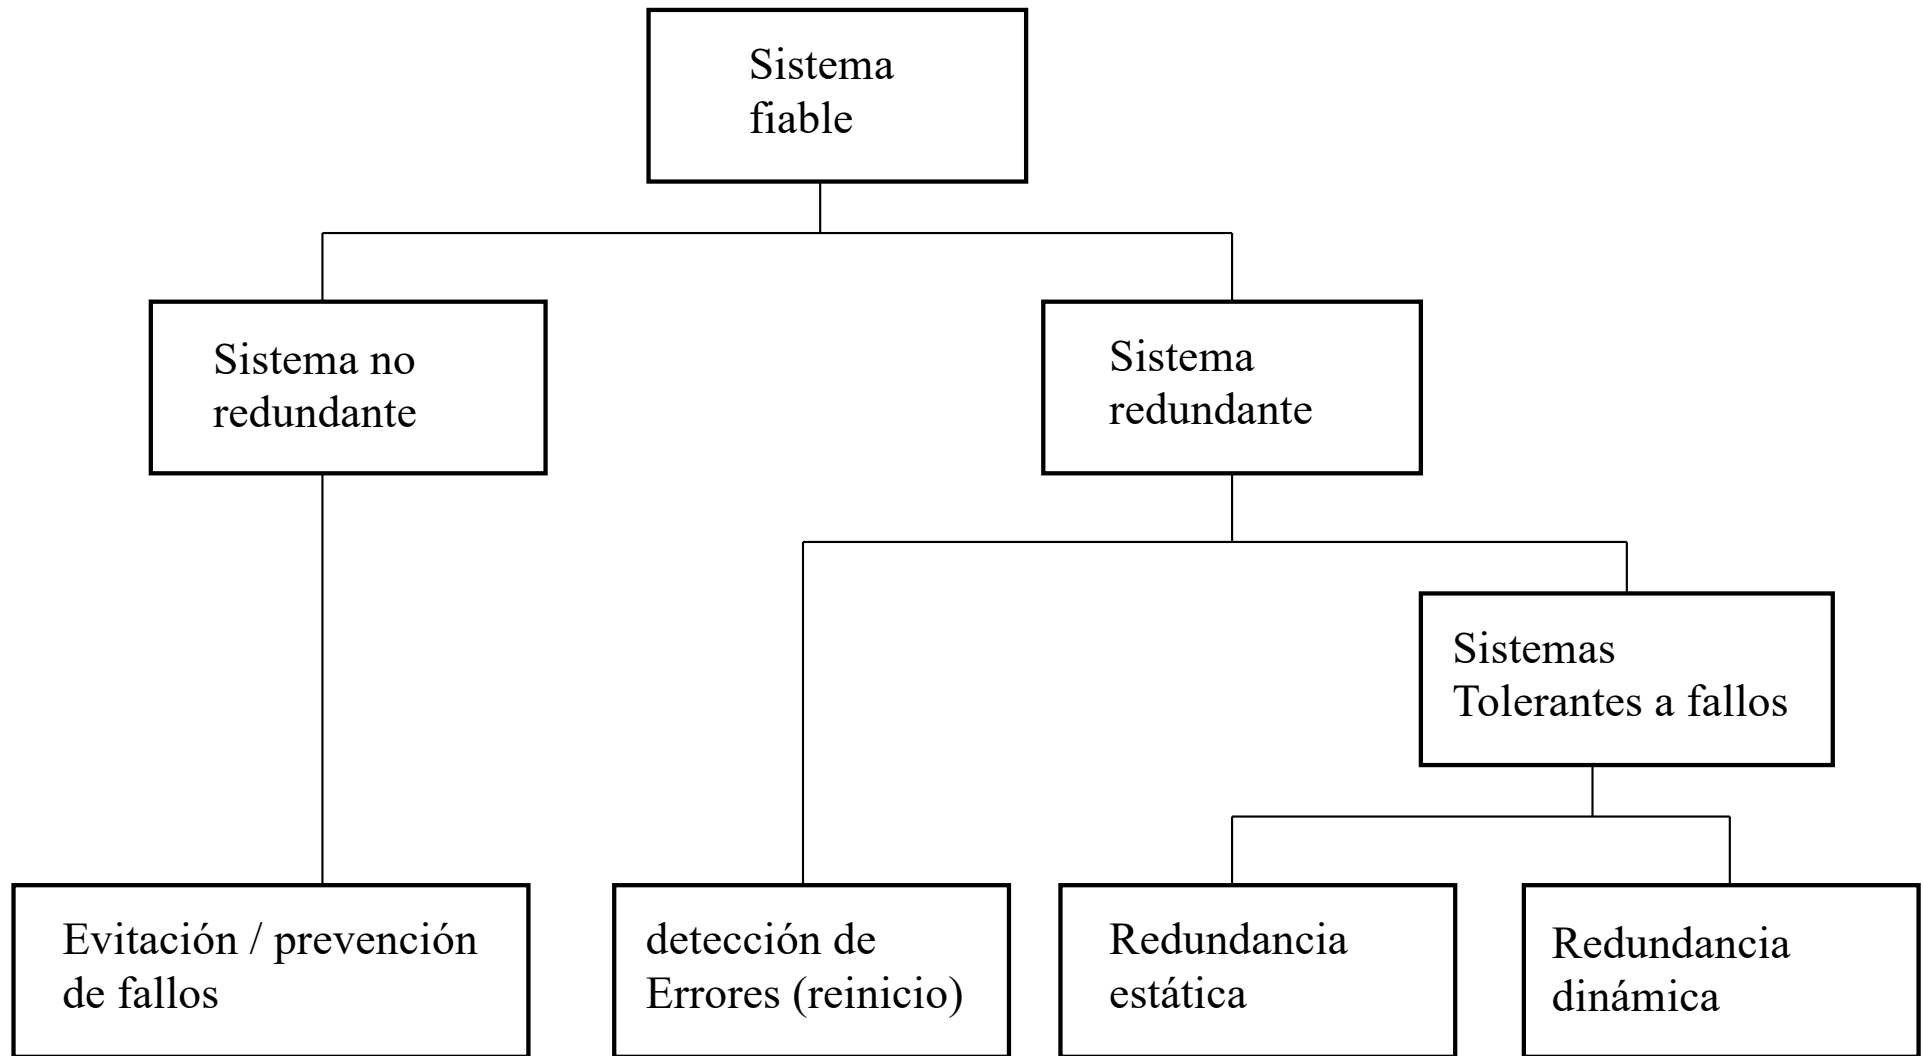 Sistema
fiable
Sistema no
redundante
Sistema
redundante
Sistemas
Tolerantes a fallos
Evitación / prevención
de fallos
detección de
Errores (reinicio)
Redundancia
estática
Redundancia
dinámica